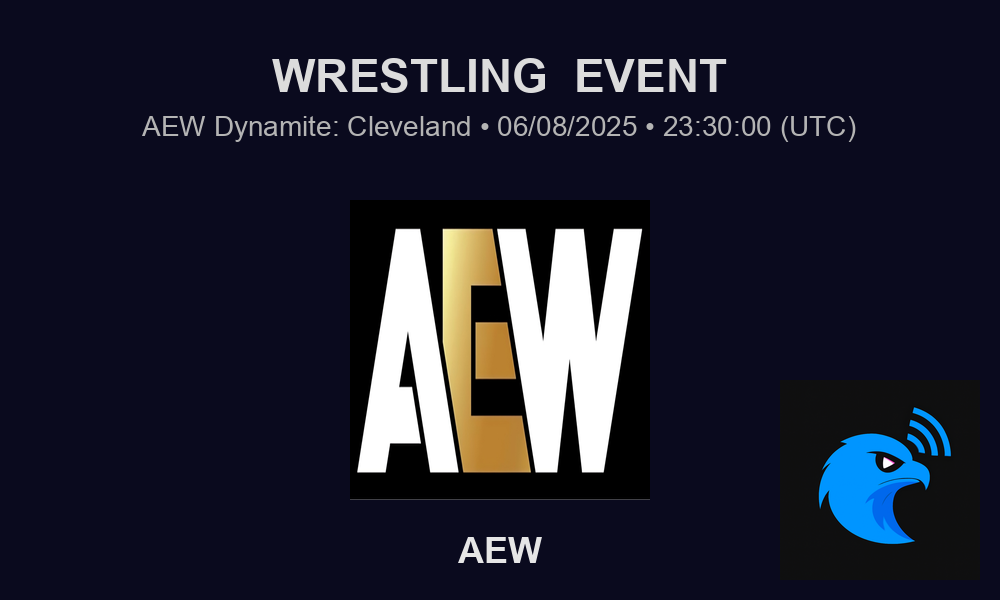 WRESTLING EVENT
AEW Dynamite: Cleveland • 06/08/2025 • 23:30:00 (UTC)
AEW
AEW